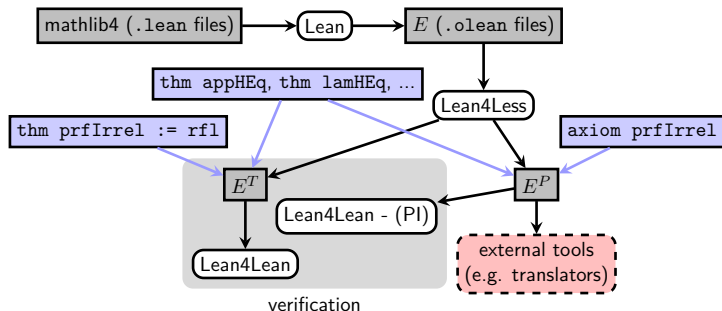 mathlib4 (.lean files)
Lean
E (.olean files)
thm appHEq, thm lamHEq, ...
Lean4Less
thm prfIrrel := rfl
axiom prfIrrel
E^T
E^P
Lean4Lean - (PI)
Lean4Lean
external tools
(e.g. translators)
verification